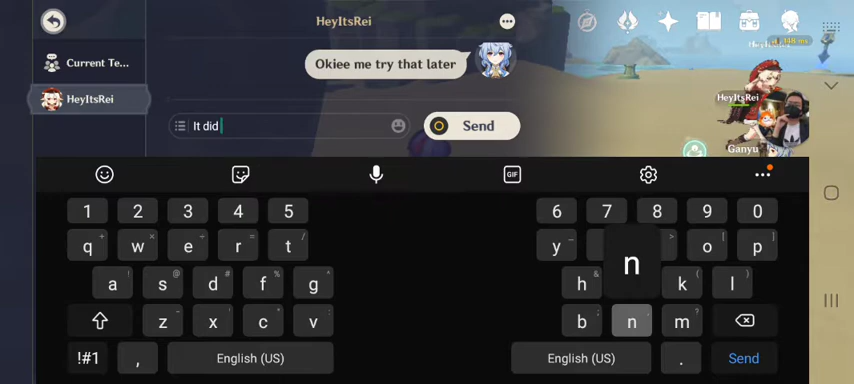 HeyItsRei
Current Te...
HeyItsRei
Okiee me try that later
It did
Send
HeyItsRei
Ganyu
GIF
1 2 3 4 5 6 7 8 9 0
q w e r t y o p
a s d f g h k l
n
z x c v b n m
!#1 , English (US) English (US) . Send